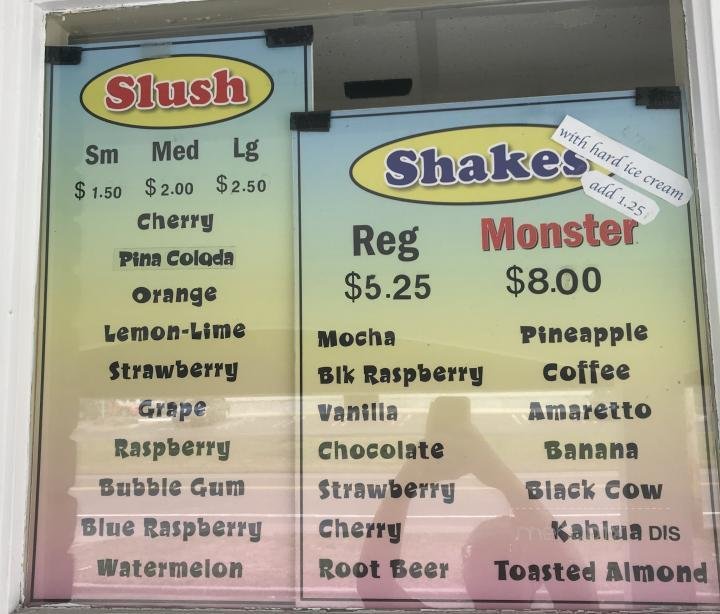 Slush
Sm Med Lg
$1.50 $2.00 $2.50
Cherry
Pina Colada
Orange
Lemon-Lime
Strawberry
Grape
Raspberry
Bubble Gum
Blue Raspberry
Watermelon
Shakes
with hard ice cream
add 1.25
Reg Monster
$5.25 $8.00
Mocha Pineapple
Blk Raspberry Coffee
Vanilla Amaretto
Chocolate Banana
Strawberry Black Cow
Cherry Kahlua DIS
Root Beer Toasted Almond